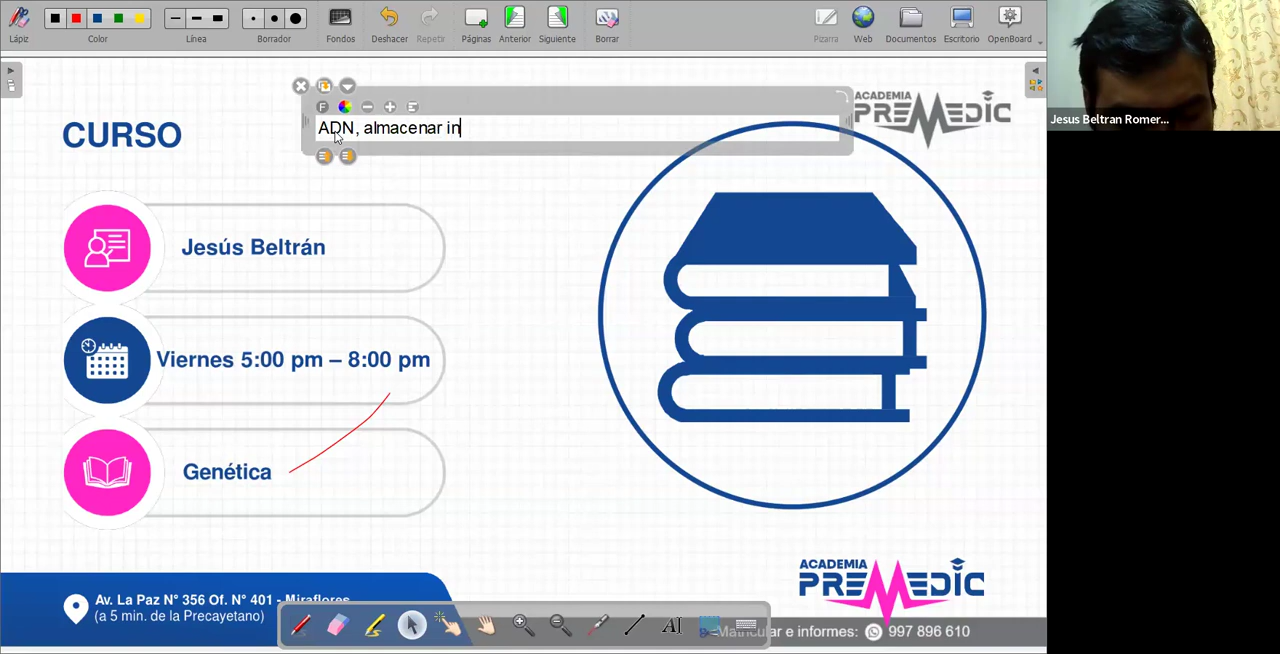 Lápiz
Color
Línea
Borrador
Fondos
Deshacer
Repetir
Páginas
Anterior
Siguiente
Borrar
Pizarra
Web
Documentos
Escritorio
OpenBoard
F
ADN, almacenar in
ACADEMIA
PREMEDIC
Jesus Beltran Romer...
CURSO
Jesús Beltrán
Viernes 5:00 pm – 8:00 pm
Genética
ACADEMIA
PREMEDIC
Av. La Paz N° 356 Of. N° 401 - Miraflores
(a 5 min. de la Precayetano)
AI
Matricular e informes: 997 896 610